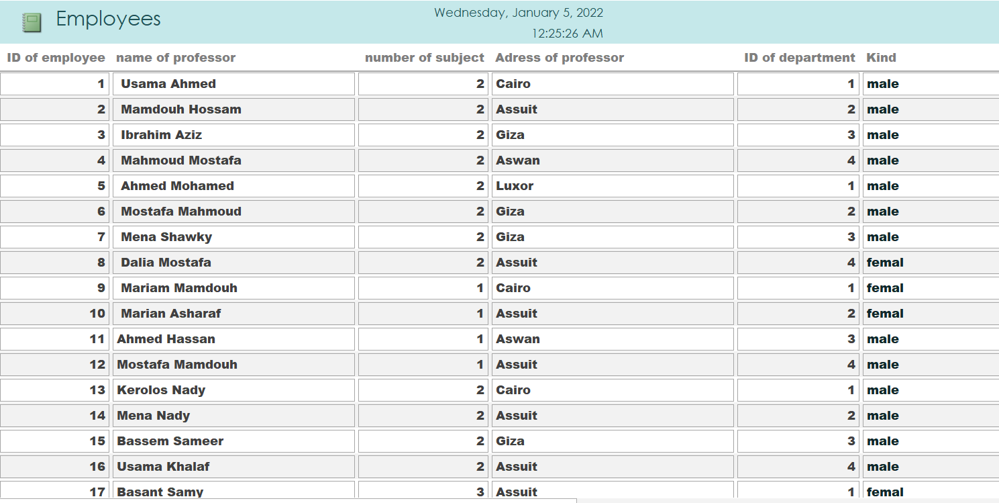 Employees Wednesday, January 5, 2022
12:25:26 AM
ID of employee name of professor number of subject Adress of professor ID of department Kind
1 Usama Ahmed 2 Cairo 1 male
2 Mamdouh Hossam 2 Assuit 2 male
3 Ibrahim Aziz 2 Giza 3 male
4 Mahmoud Mostafa 2 Aswan 4 male
5 Ahmed Mohamed 2 Luxor 1 male
6 Mostafa Mahmoud 2 Giza 2 male
7 Mena Shawky 2 Giza 3 male
8 Dalia Mostafa 2 Assuit 4 femal
9 Mariam Mamdouh 1 Cairo 1 femal
10 Marian Asharaf 1 Assuit 2 femal
11 Ahmed Hassan 1 Aswan 3 male
12 Mostafa Mamdouh 1 Assuit 4 male
13 Kerolos Nady 2 Cairo 1 male
14 Mena Nady 2 Assuit 2 male
15 Bassem Sameer 2 Giza 3 male
16 Usama Khalaf 2 Assuit 4 male
17 Basant Samy 3 Assuit 1 femal